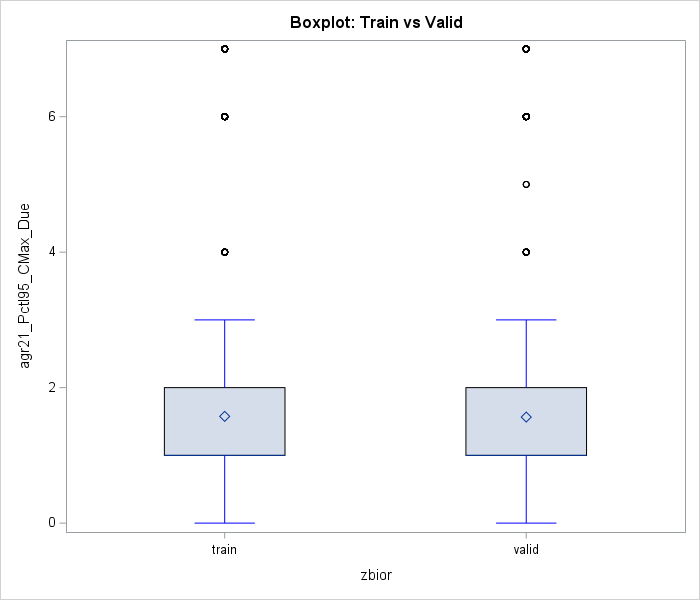 Boxplot: Train vs Valid
agr21_Pctl95_CMax_Due
6
4
2
0
train valid
zbior